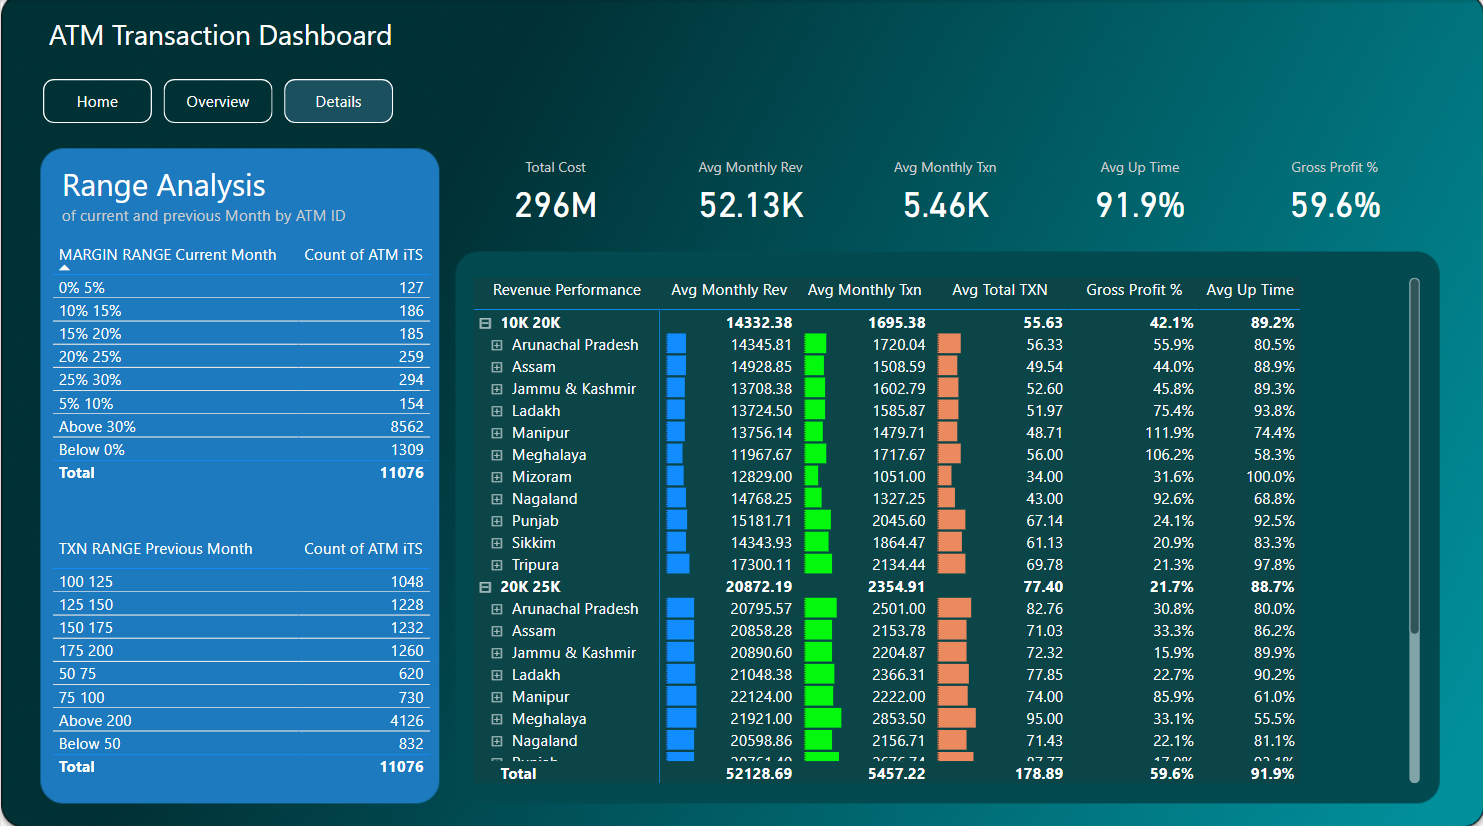 ATM Transaction Dashboard
Home Overview Details
Range Analysis
of current and previous Month by ATM ID
MARGIN RANGE Current Month Count of ATM iTS
0% 5% 127
10% 15% 186
15% 20% 185
20% 25% 259
25% 30% 294
5% 10% 154
Above 30% 8562
Below 0% 1309
Total 11076
TXN RANGE Previous Month Count of ATM iTS
100 125 1048
125 150 1228
150 175 1232
175 200 1260
50 75 620
75 100 730
Above 200 4126
Below 50 832
Total 11076
Total Cost Avg Monthly Rev Avg Monthly Txn Avg Up Time Gross Profit %
296M 52.13K 5.46K 91.9% 59.6%
Revenue Performance Avg Monthly Rev Avg Monthly Txn Avg Total TXN Gross Profit % Avg Up Time
10K 20K 14332.38 1695.38 55.63 42.1% 89.2%
Arunachal Pradesh 14345.81 1720.04 56.33 55.9% 80.5%
Assam 14928.85 1508.59 49.54 44.0% 88.9%
Jammu & Kashmir 13708.38 1602.79 52.60 45.8% 89.3%
Ladakh 13724.50 1585.87 51.97 75.4% 93.8%
Manipur 13756.14 1479.71 48.71 111.9% 74.4%
Meghalaya 11967.67 1717.67 56.00 106.2% 58.3%
Mizoram 12829.00 1051.00 34.00 31.6% 100.0%
Nagaland 14768.25 1327.25 43.00 92.6% 68.8%
Punjab 15181.71 2045.60 67.14 24.1% 92.5%
Sikkim 14343.93 1864.47 61.13 20.9% 83.3%
Tripura 17300.11 2134.44 69.78 21.3% 97.8%
20K 25K 20872.19 2354.91 77.40 21.7% 88.7%
Arunachal Pradesh 20795.57 2501.00 82.76 30.8% 80.0%
Assam 20858.28 2153.78 71.03 33.3% 86.2%
Jammu & Kashmir 20890.60 2204.87 72.32 15.9% 89.9%
Ladakh 21048.38 2366.31 77.85 22.7% 90.2%
Manipur 22124.00 2222.00 74.00 85.9% 61.0%
Meghalaya 21921.00 2853.50 95.00 33.1% 55.5%
Nagaland 20598.86 2156.71 71.43 22.1% 81.1%
Total 52128.69 5457.22 178.89 59.6% 91.9%